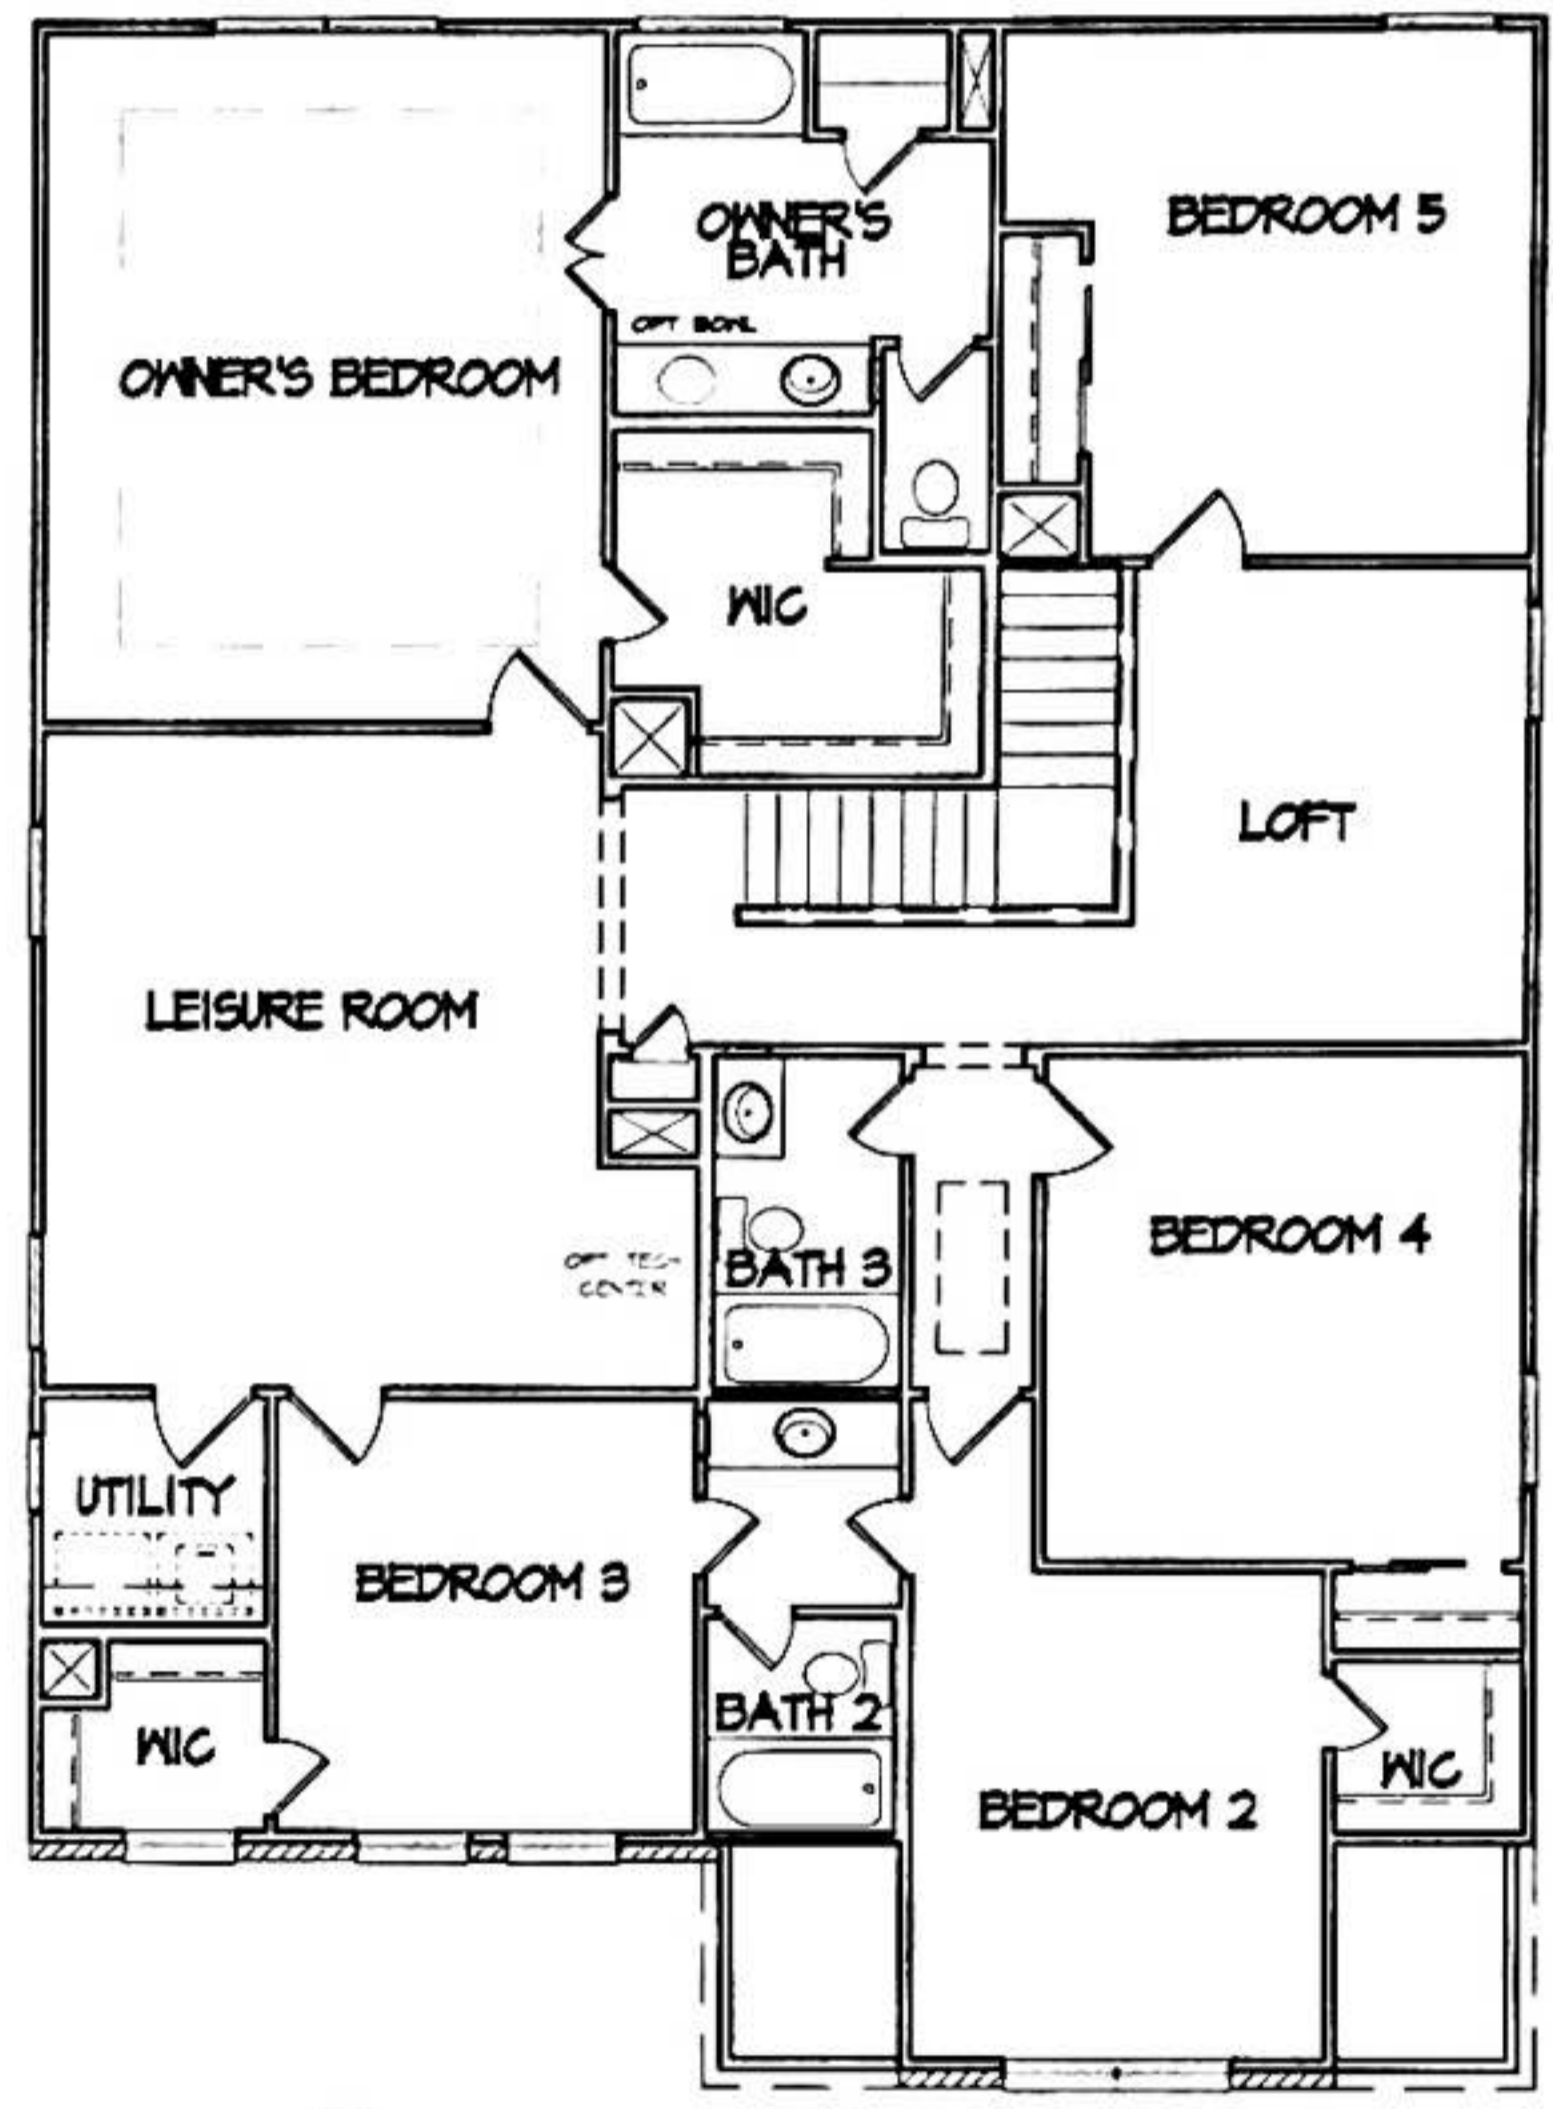 OWNER'S
BATH
BEDROOM 5
OPT BOWL
OWNER'S BEDROOM
WIC
LOFT
LEISURE ROOM
BEDROOM 4
OPT TECH
CENTER
BATH 3
UTILITY
BEDROOM 3
BATH 2
WIC
WIC
BEDROOM 2